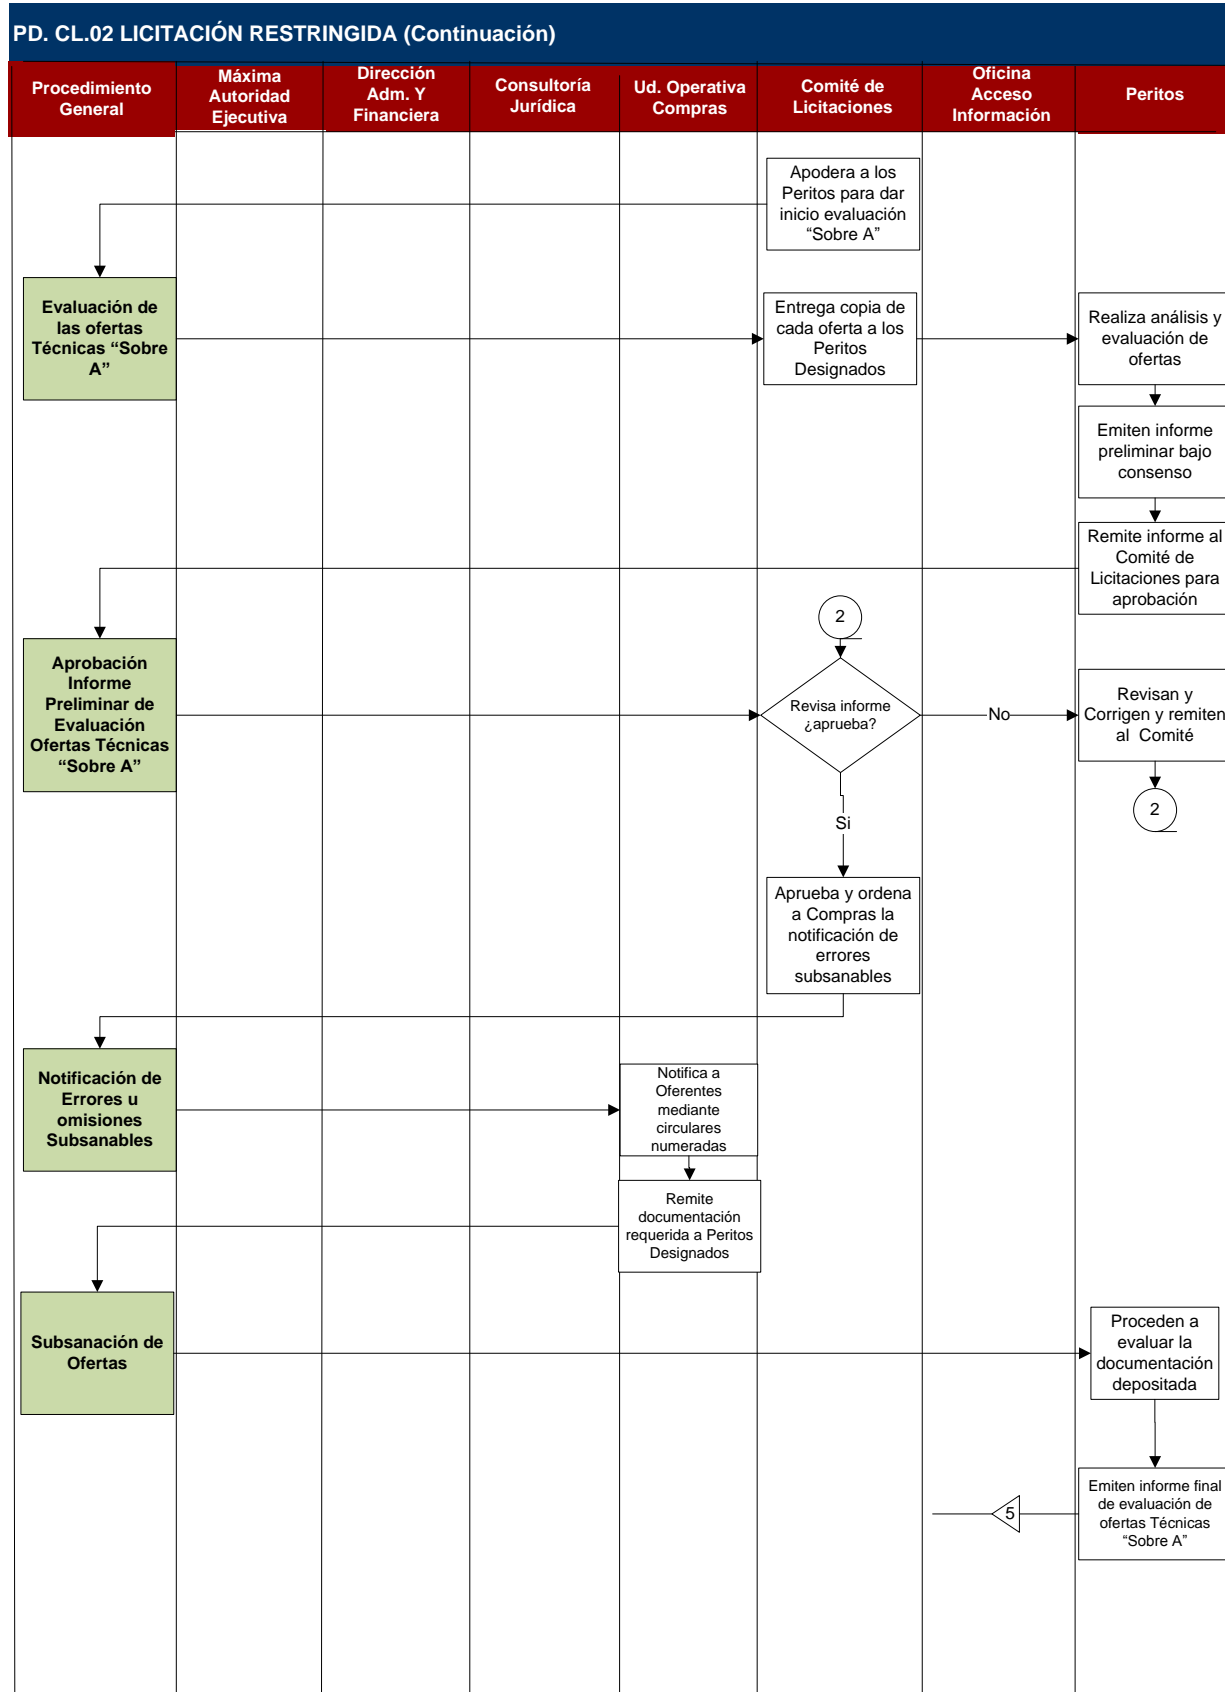 PD. CL.02 LICITACIÓN RESTRINGIDA (Continuación)
Procedimiento
General
Máxima
Autoridad
Ejecutiva
Dirección
Adm. Y
Financiera
Consultoría
Jurídica
Ud. Operativa
Compras
Comité de
Licitaciones
Oficina
Acceso
Información
Peritos
Apodera a los
Peritos para dar
inicio evaluación
“Sobre A”
Evaluación de
las ofertas
Técnicas “Sobre
A”
Entrega copia de
cada oferta a los
Peritos
Designados
Realiza análisis y
evaluación de
ofertas
Emiten informe
preliminar bajo
consenso
Remite informe al
Comité de
Licitaciones para
aprobación
2
Aprobación
Informe
Preliminar de
Evaluación
Ofertas Técnicas
“Sobre A”
Revisa informe
¿aprueba?
No
Revisan y
Corrigen y remiten
al Comité
2
Si
Aprueba y ordena
a Compras la
notificación de
errores
subsanables
Notificación de
Errores u
omisiones
Subsanables
Notifica a
Oferentes
mediante
circulares
numeradas
Remite
documentación
requerida a Peritos
Designados
Subsanación de
Ofertas
Proceden a
evaluar la
documentación
depositada
Emiten informe final
de evaluación de
ofertas Técnicas
“Sobre A”
5